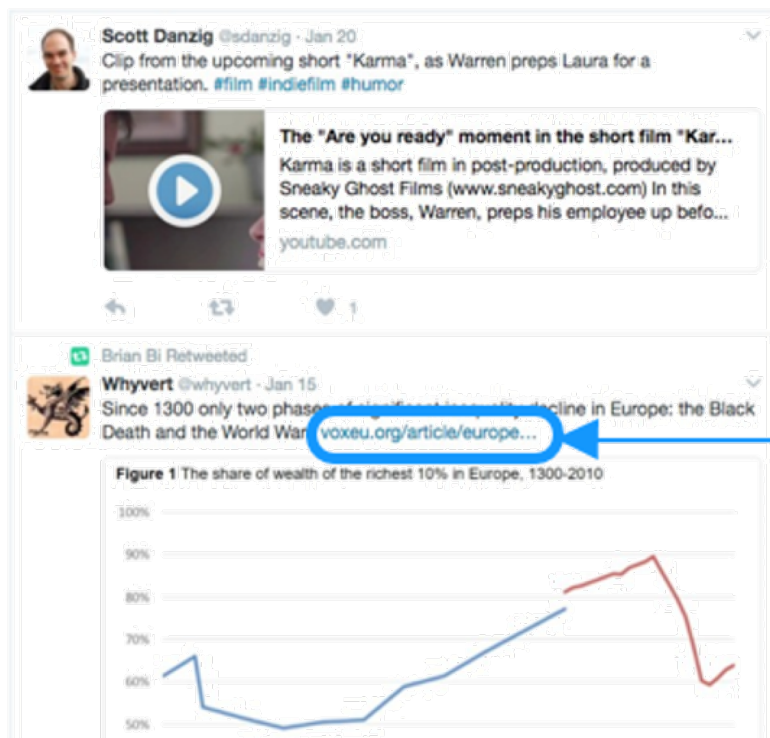 Scott Danzig @sdanzig · Jan 20
Clip from the upcoming short "Karma", as Warren preps Laura for a
presentation. #film #indiefilm #humor
The "Are you ready" moment in the short film "Kar...
Karma is a short film in post-production, produced by
Sneaky Ghost Films (www.sneakyghost.com) In this
scene, the boss, Warren, preps his employee up befo...
youtube.com
1
Brian Bi Retweeted
Whyvert @whyvert · Jan 15
Since 1300 only two phases of significant inequality decline in Europe: the Black
Death and the World War voxeu.org/article/europe...
Figure 1 The share of wealth of the richest 10% in Europe, 1300-2010
100%
90%
80%
70%
60%
50%